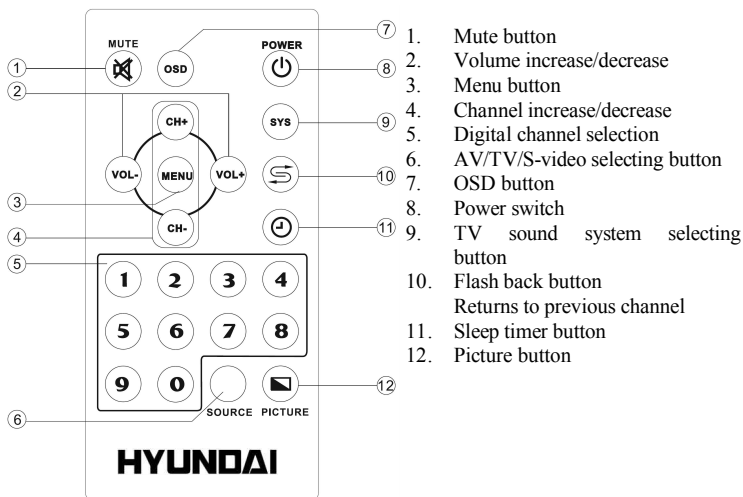 MUTE
OSD
POWER
CH+
SYS
VOL-
MENU
VOL+
CH-
1 2 3 4
5 6 7 8
9 0
SOURCE PICTURE
HYUNDAI
1
2
3
4
5
6
7
8
9
10
11
12
1. Mute button
2. Volume increase/decrease
3. Menu button
4. Channel increase/decrease
5. Digital channel selection
6. AV/TV/S-video selecting button
7. OSD button
8. Power switch
9. TV sound system selecting
button
10. Flash back button
Returns to previous channel
11. Sleep timer button
12. Picture button